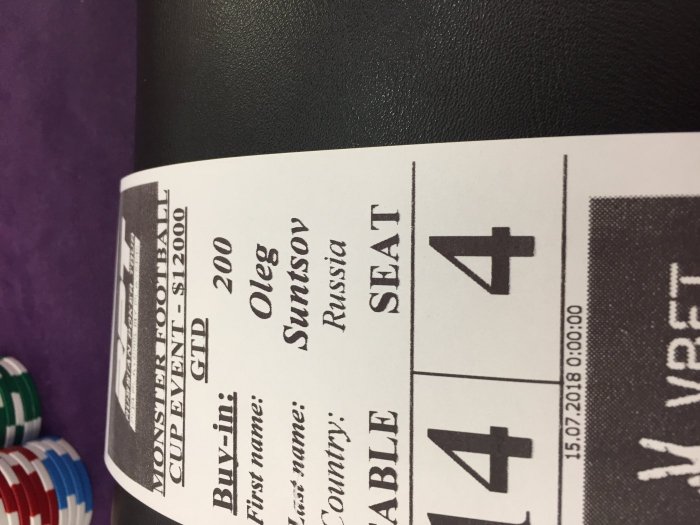 MONSTER FOOTBALL
CUP EVENT - $12000
GTD
Buy-in: 200
First name: Oleg
Last name: Suntsov
Country: Russia
TABLE SEAT
14 4
15.07.2018 0:00:00
VBET